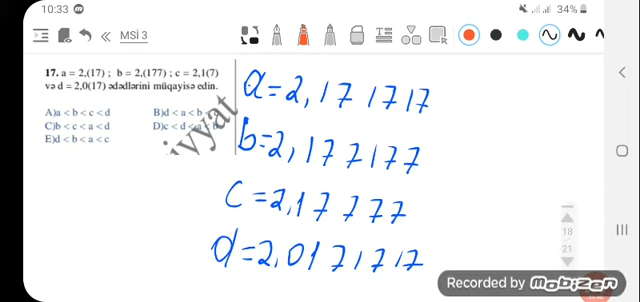 10:33
34%
MSİ 3
17. a = 2,(17) ; b = 2,(177) ; c = 2,1(7)
və d = 2,0(17) ədədlərini müqayisə edin.
A)a < b < c < d B)d < a < b
C)b < c < a < d D)c < d < a < b
E)d < b < a < c
a=2,171717
b=2,177177
c=2,17777
d=2,0171717
18
21
Recorded by mobizen